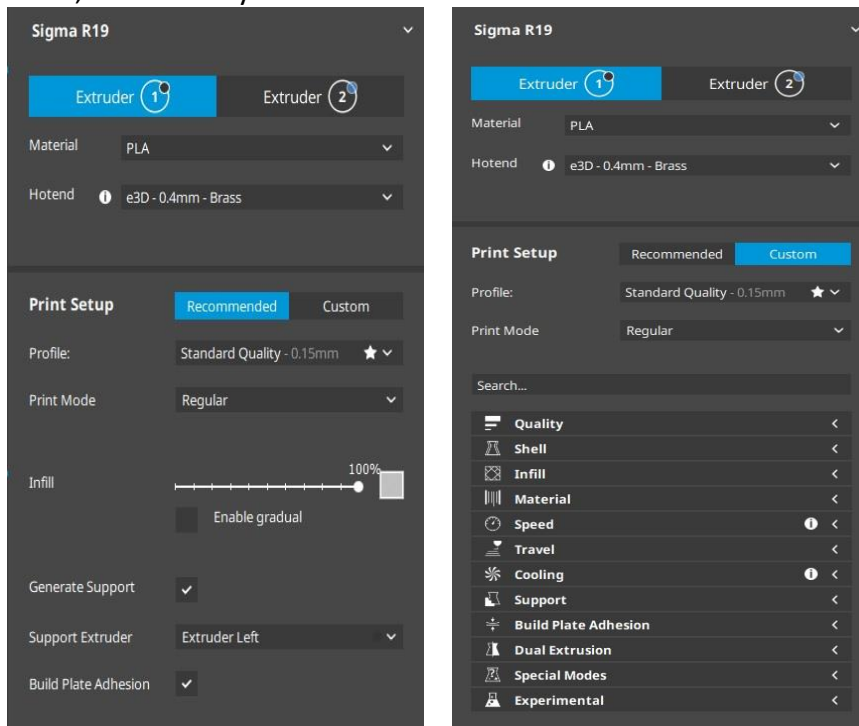 Sigma R19
Extruder 1 Extruder 2
Material PLA
Hotend i e3D - 0.4mm - Brass
Print Setup Recommended Custom
Profile: Standard Quality - 0.15mm
Print Mode Regular
100%
Infill
Enable gradual
Generate Support
Support Extruder Extruder Left
Build Plate Adhesion
Sigma R19
Extruder 1 Extruder 2
Material PLA
Hotend i e3D - 0.4mm - Brass
Print Setup Recommended Custom
Profile: Standard Quality - 0.15mm
Print Mode Regular
Search...
Quality
Shell
Infill
Material
Speed i
Travel
Cooling i
Support
Build Plate Adhesion
Dual Extrusion
Special Modes
Experimental